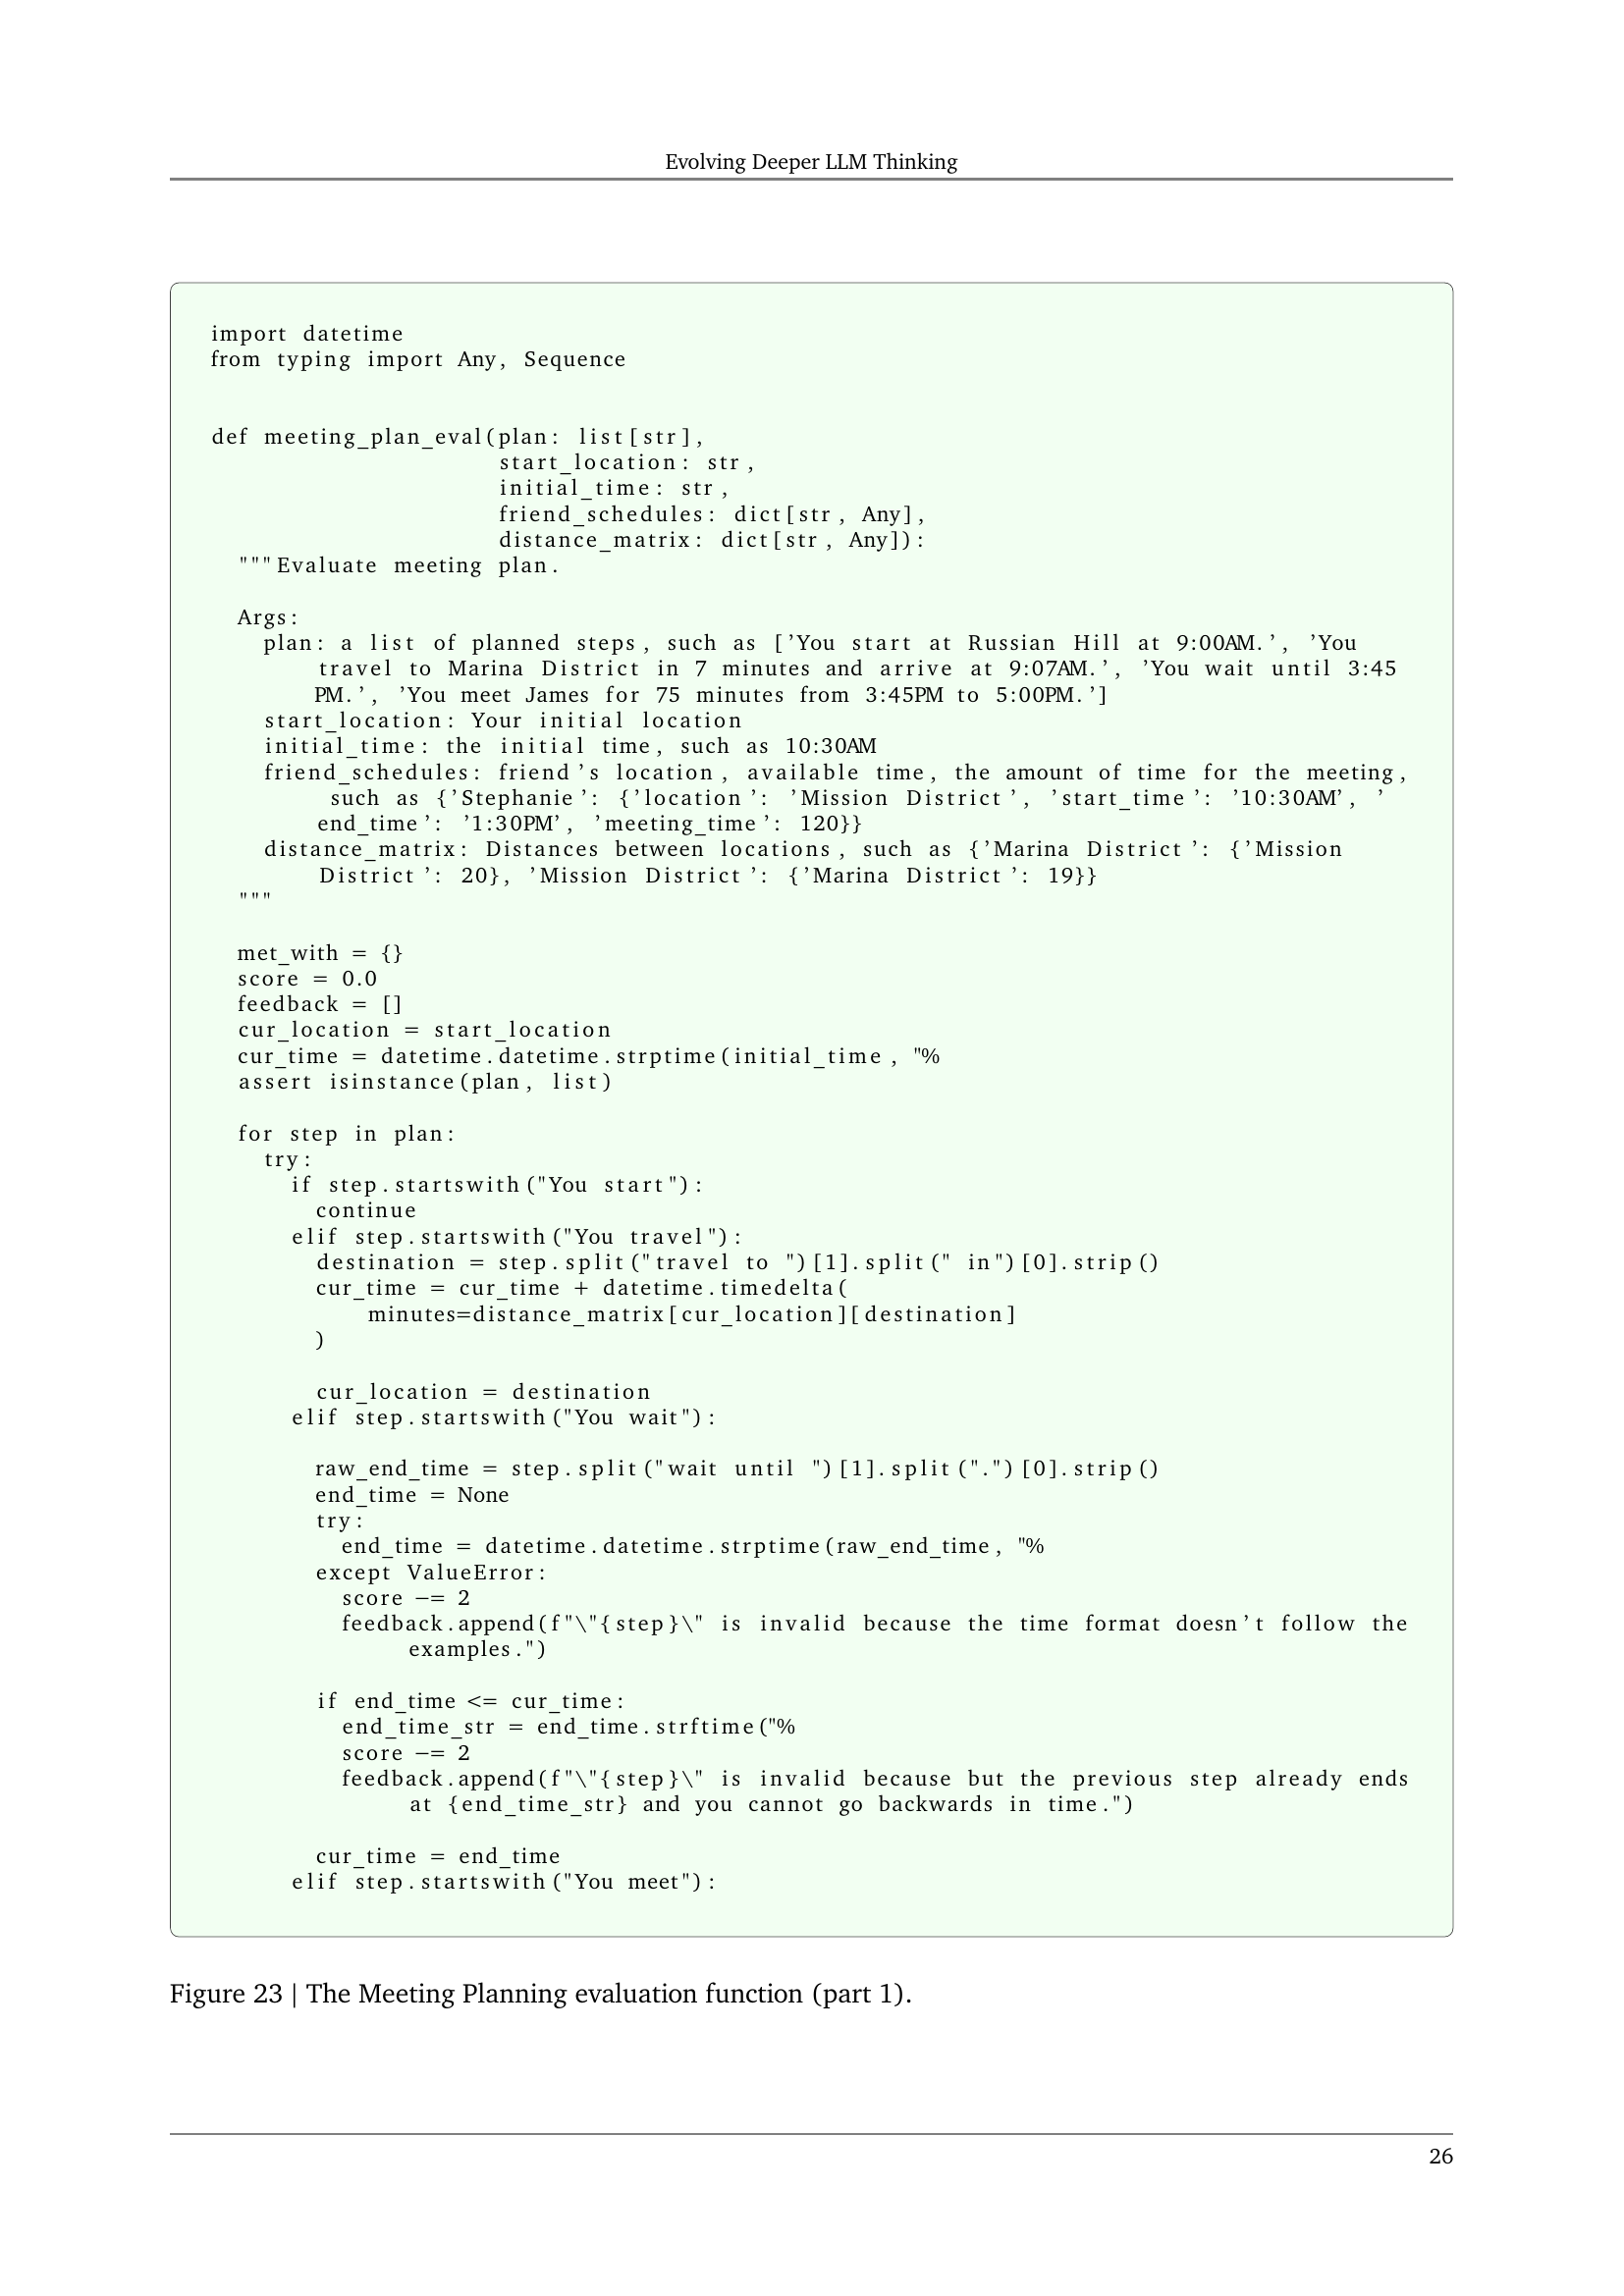 Evolving Deeper LLM Thinking
import datetime
from typing import Any, Sequence
def meeting_plan_eval(plan: list[str],
start_location: str,
initial_time: str,
friend_schedules: dict[str, Any],
distance_matrix: dict[str, Any]):
"""Evaluate meeting plan.
Args:
plan: a list of planned steps, such as ['You start at Russian Hill at 9:00AM.', 'You
travel to Marina District in 7 minutes and arrive at 9:07AM.', 'You wait until 3:45
PM.', 'You meet James for 75 minutes from 3:45PM to 5:00PM.']
start_location: Your initial location
initial_time: the initial time, such as 10:30AM
friend_schedules: friend's location, available time, the amount of time for the meeting,
such as {'Stephanie': {'location': 'Mission District', 'start_time': '10:30AM', '
end_time': '1:30PM', 'meeting_time': 120}}
distance_matrix: Distances between locations, such as {'Marina District': {'Mission
District': 20}, 'Mission District': {'Marina District': 19}}
"""
met_with = {}
score = 0.0
feedback = []
cur_location = start_location
cur_time = datetime.datetime.strptime(initial_time, "%
assert isinstance(plan, list)
for step in plan:
try:
if step.startswith("You start"):
continue
elif step.startswith("You travel"):
destination = step.split("travel to ")[1].split(" in")[0].strip()
cur_time = cur_time + datetime.timedelta(
minutes=distance_matrix[cur_location][destination]
)
cur_location = destination
elif step.startswith("You wait"):
raw_end_time = step.split("wait until ")[1].split(".")[0].strip()
end_time = None
try:
end_time = datetime.datetime.strptime(raw_end_time, "%
except ValueError:
score −= 2
feedback.append(f"\"{step}\" is invalid because the time format doesn't follow the
examples.")
if end_time <= cur_time:
end_time_str = end_time.strftime("%
score −= 2
feedback.append(f"\"{step}\" is invalid because but the previous step already ends
at {end_time_str} and you cannot go backwards in time.")
cur_time = end_time
elif step.startswith("You meet"):
Figure 23 | The Meeting Planning evaluation function (part 1).
26